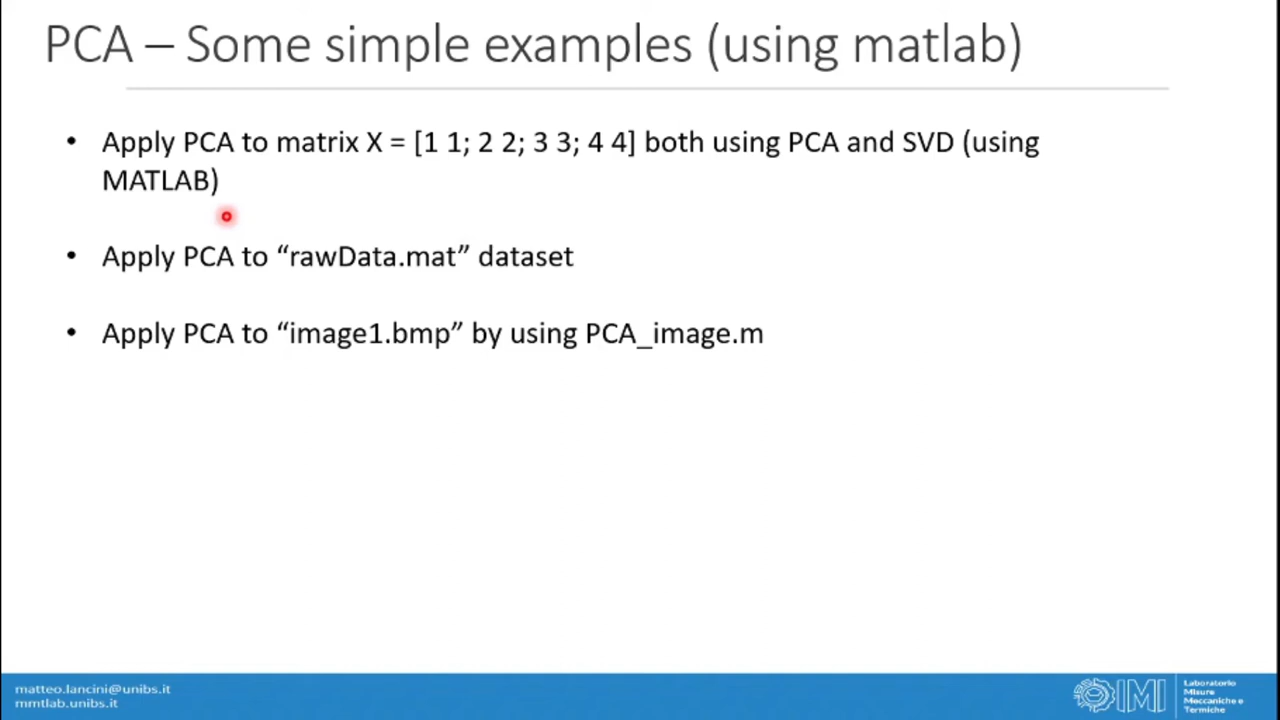 PCA – Some simple examples (using matlab)
• Apply PCA to matrix X = [1 1; 2 2; 3 3; 4 4] both using PCA and SVD (using
MATLAB)
• Apply PCA to “rawData.mat” dataset
• Apply PCA to “image1.bmp” by using PCA_image.m
matteo.lancini@unibs.it
mmtlab.unibs.it
IMI
Laboratorio
Misure
Meccaniche e
Termiche